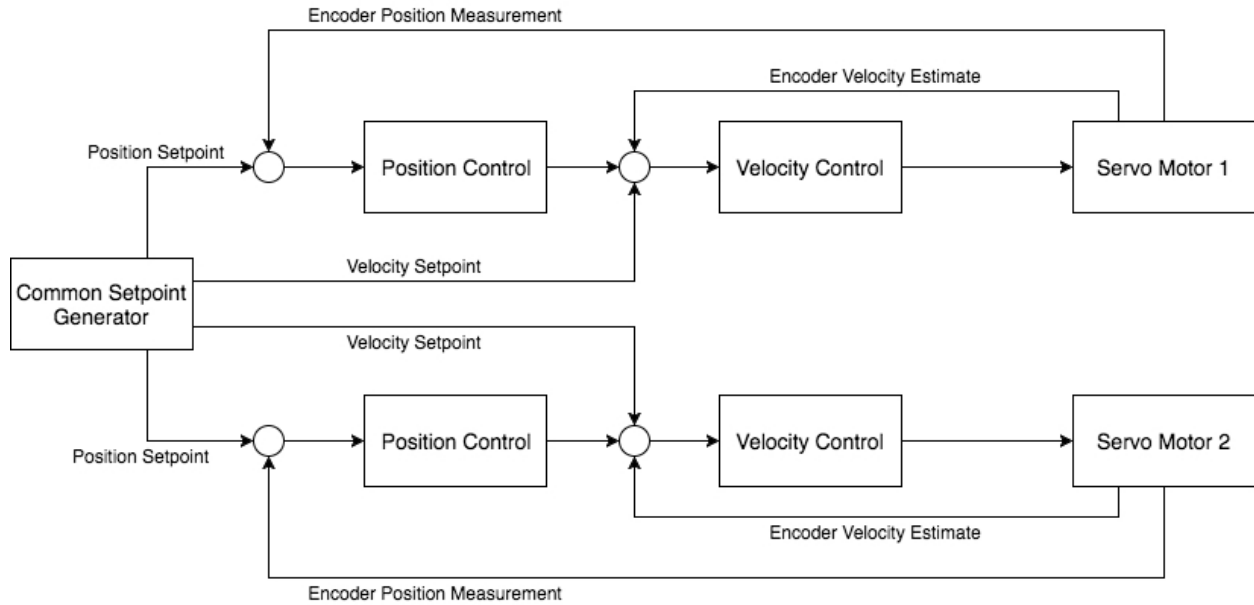 Encoder Position Measurement
Encoder Velocity Estimate
Position Setpoint
Position Control
Velocity Control
Servo Motor 1
Velocity Setpoint
Common Setpoint
Generator
Velocity Setpoint
Position Control
Velocity Control
Servo Motor 2
Position Setpoint
Encoder Velocity Estimate
Encoder Position Measurement